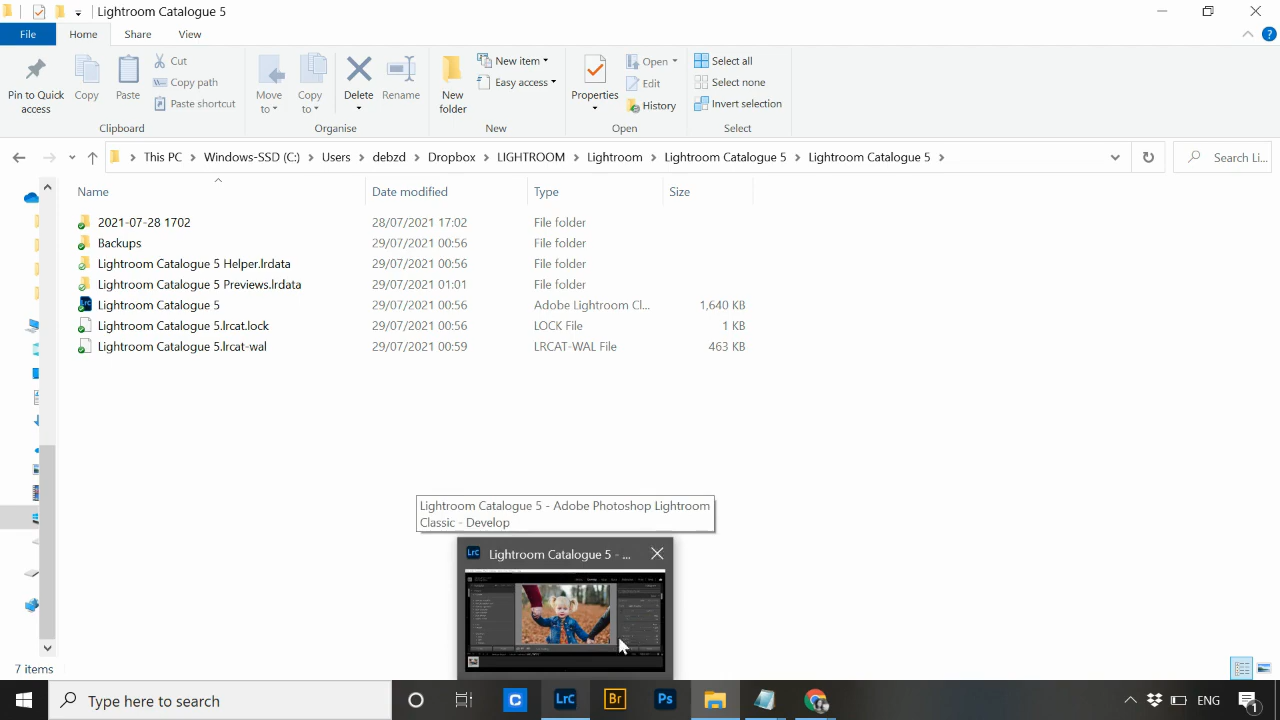 Lightroom Catalogue 5
File
Home
Share
View
Pin to Quick access
Copy
Paste
Cut
Copy path
Paste shortcut
Clipboard
Move to
Copy to
Delete
Rename
Organise
New folder
New item
Easy access
New
Properties
Open
Edit
History
Open
Select all
Select none
Invert selection
Select
This PC > Windows-SSD (C:) > Users > debzd > Dropbox > LIGHTROOM > Lightroom > Lightroom Catalogue 5 > Lightroom Catalogue 5 >
Search Li...
Name Date modified Type Size
2021-07-28 1702 28/07/2021 17:02 File folder
Backups 29/07/2021 00:56 File folder
Lightroom Catalogue 5 Helper.lrdata 29/07/2021 00:56 File folder
Lightroom Catalogue 5 Previews.lrdata 29/07/2021 01:01 File folder
Lightroom Catalogue 5 29/07/2021 00:56 Adobe Lightroom Cl... 1,640 KB
Lightroom Catalogue 5.lrcat.lock 29/07/2021 00:56 LOCK File 1 KB
Lightroom Catalogue 5.lrcat-wal 29/07/2021 00:59 LRCAT-WAL File 463 KB
Lightroom Catalogue 5 - Adobe Photoshop Lightroom
Classic - Develop
LrC Lightroom Catalogue 5 - ...
7 items
Type here to search
C
LrC
Br
Ps
ENG
1